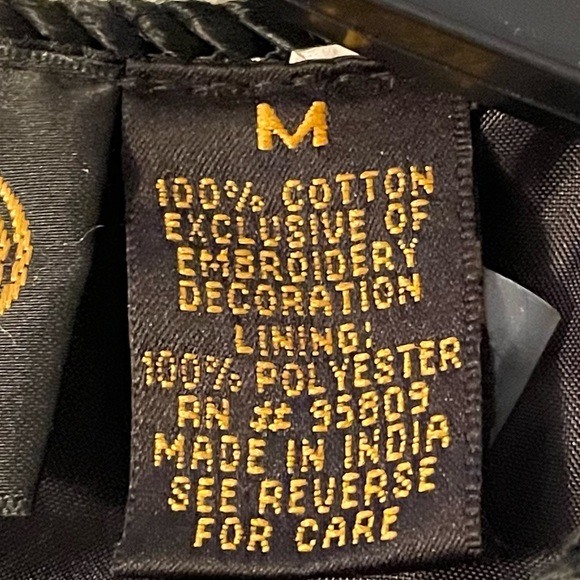 M
100% COTTON
EXCLUSIVE OF
EMBROIDERY
DECORATION
LINING:
100% POLYESTER
RN # 95809
MADE IN INDIA
SEE REVERSE
FOR CARE